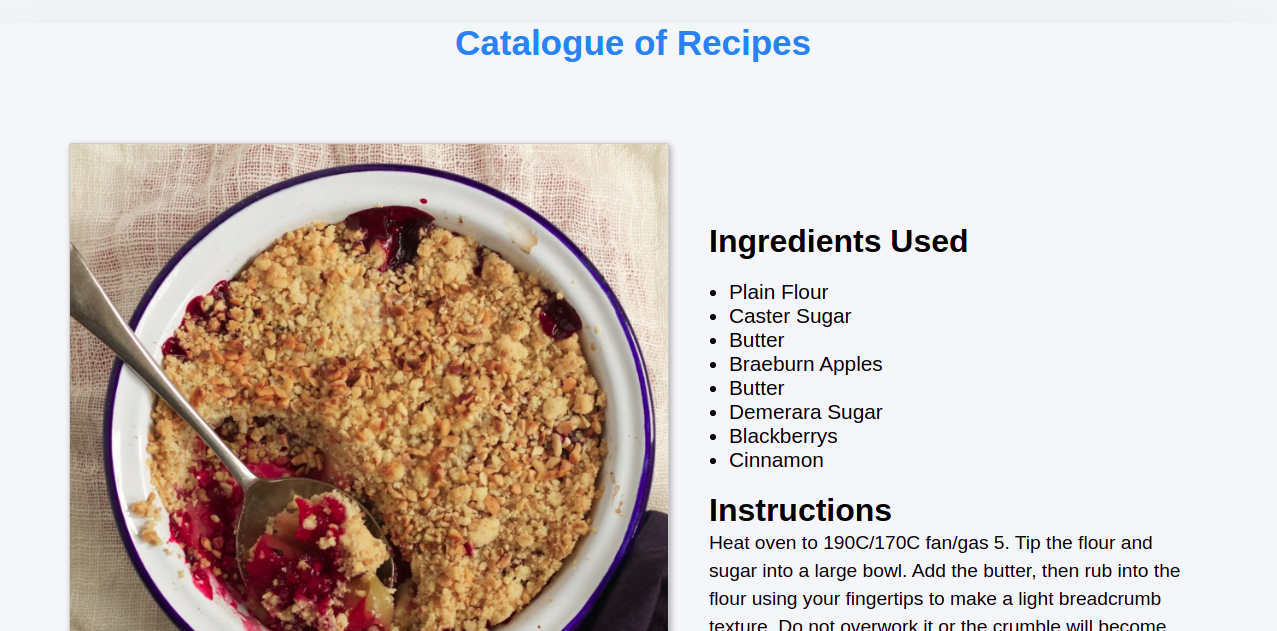 Catalogue of Recipes
Ingredients Used
Plain Flour
Caster Sugar
Butter
Braeburn Apples
Butter
Demerara Sugar
Blackberrys
Cinnamon
Instructions
Heat oven to 190C/170C fan/gas 5. Tip the flour and
sugar into a large bowl. Add the butter, then rub into the
flour using your fingertips to make a light breadcrumb
texture. Do not overwork it or the crumble will become